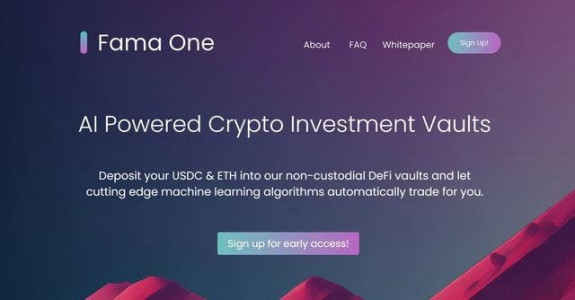 Fama One
About FAQ Whitepaper Sign Up!
AI Powered Crypto Investment Vaults
Deposit your USDC & ETH into our non-custodial DeFi vaults and let
cutting edge machine learning algorithms automatically trade for you.
Sign up for early access!